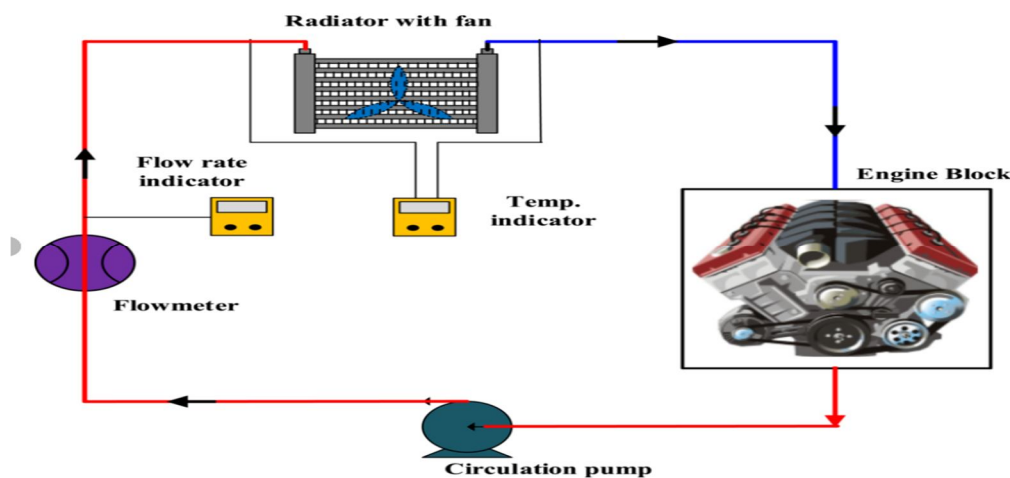 Radiator with fan
Flow rate
indicator
Temp.
indicator
Engine Block
Flowmeter
Circulation pump